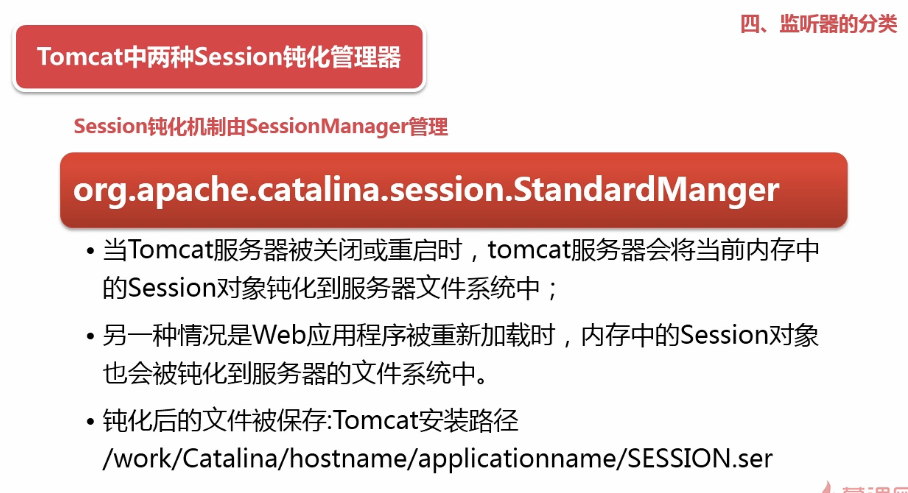 四、监听器的分类
Tomcat中两种Session钝化管理器
Session钝化机制由SessionManager管理
org.apache.catalina.session.StandardManger
• 当Tomcat服务器被关闭或重启时，tomcat服务器会将当前内存中
的Session对象钝化到服务器文件系统中；
• 另一种情况是Web应用程序被重新加载时，内存中的Session对象
也会被钝化到服务器的文件系统中。
• 钝化后的文件被保存:Tomcat安装路径
/work/Catalina/hostname/applicationname/SESSION.ser